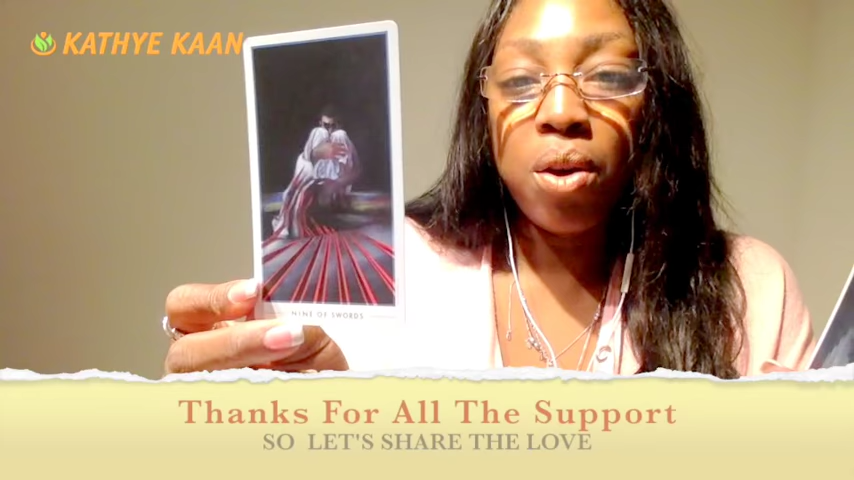 KATHYE KAAN
NINE OF SWORDS
Thanks For All The Support
SO LET'S SHARE THE LOVE